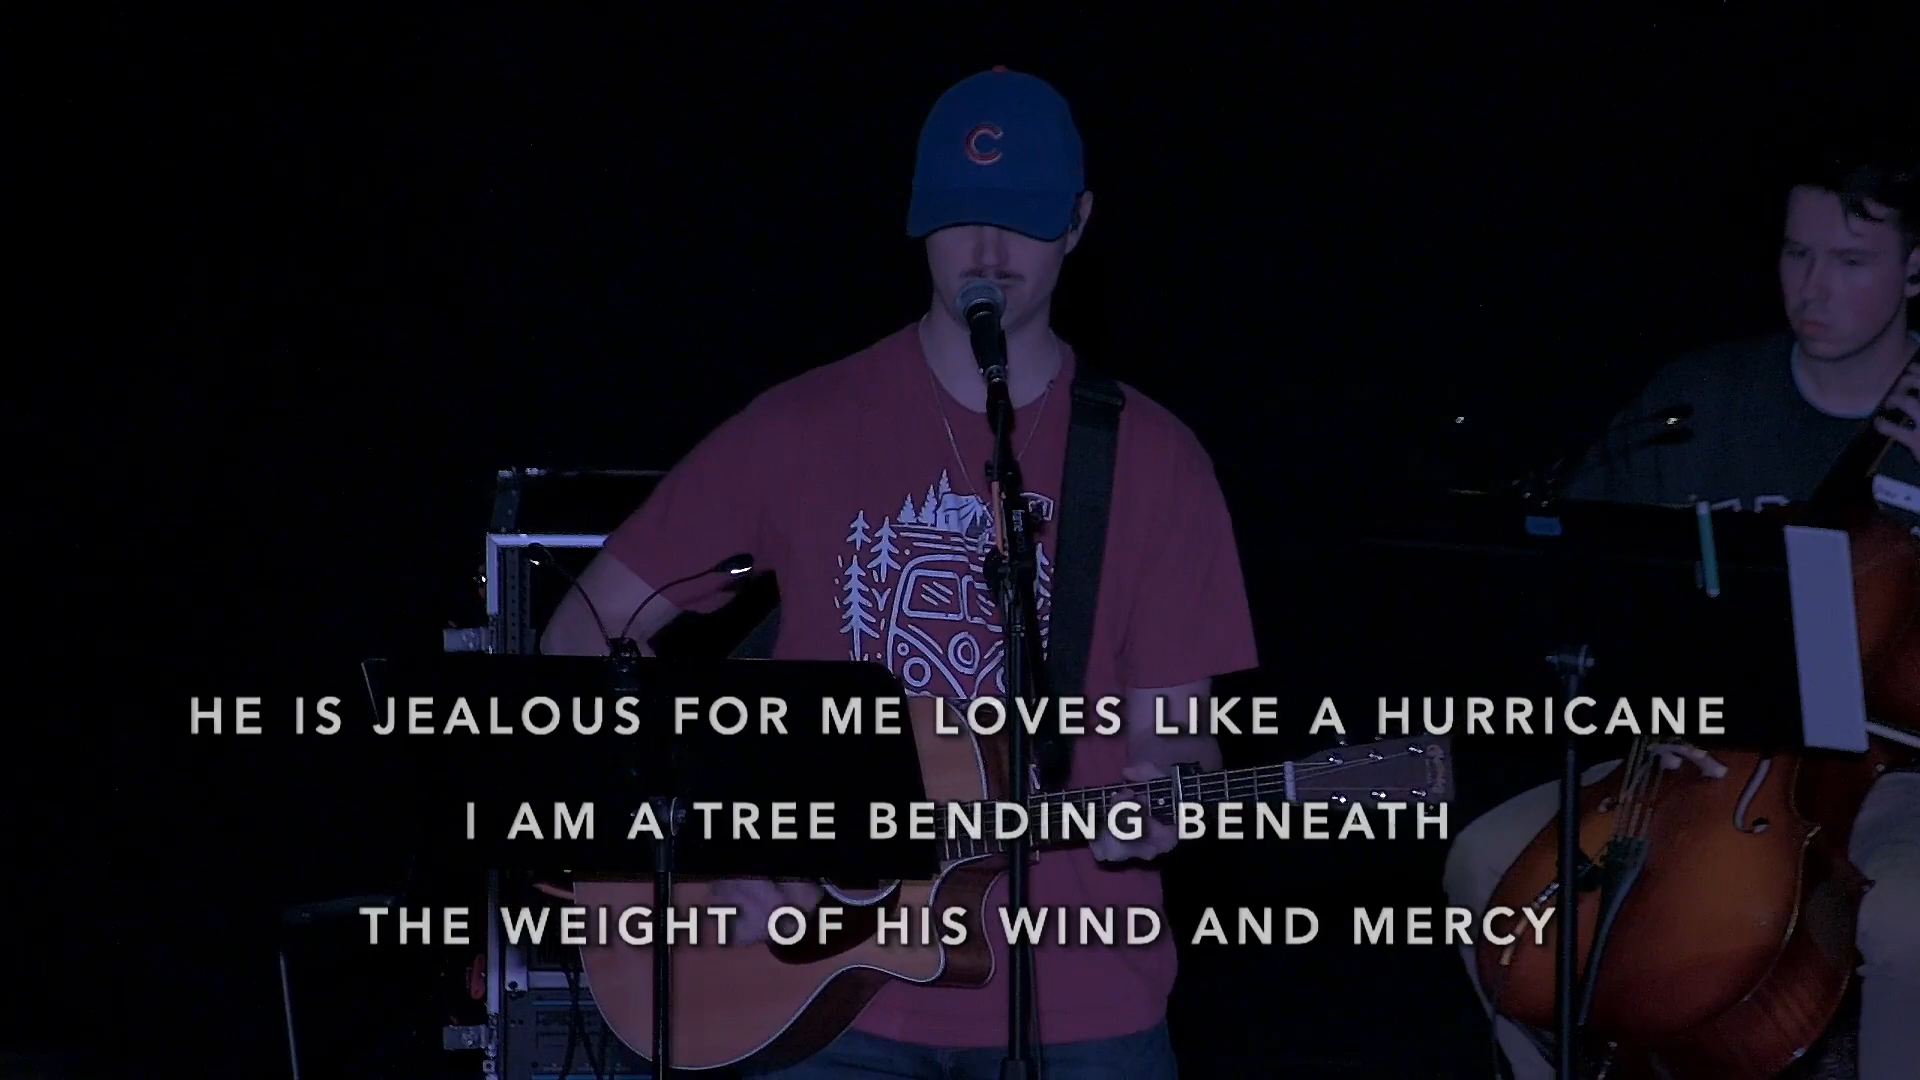 C
HE IS JEALOUS FOR ME LOVES LIKE A HURRICANE
I AM A TREE BENDING BENEATH
THE WEIGHT OF HIS WIND AND MERCY